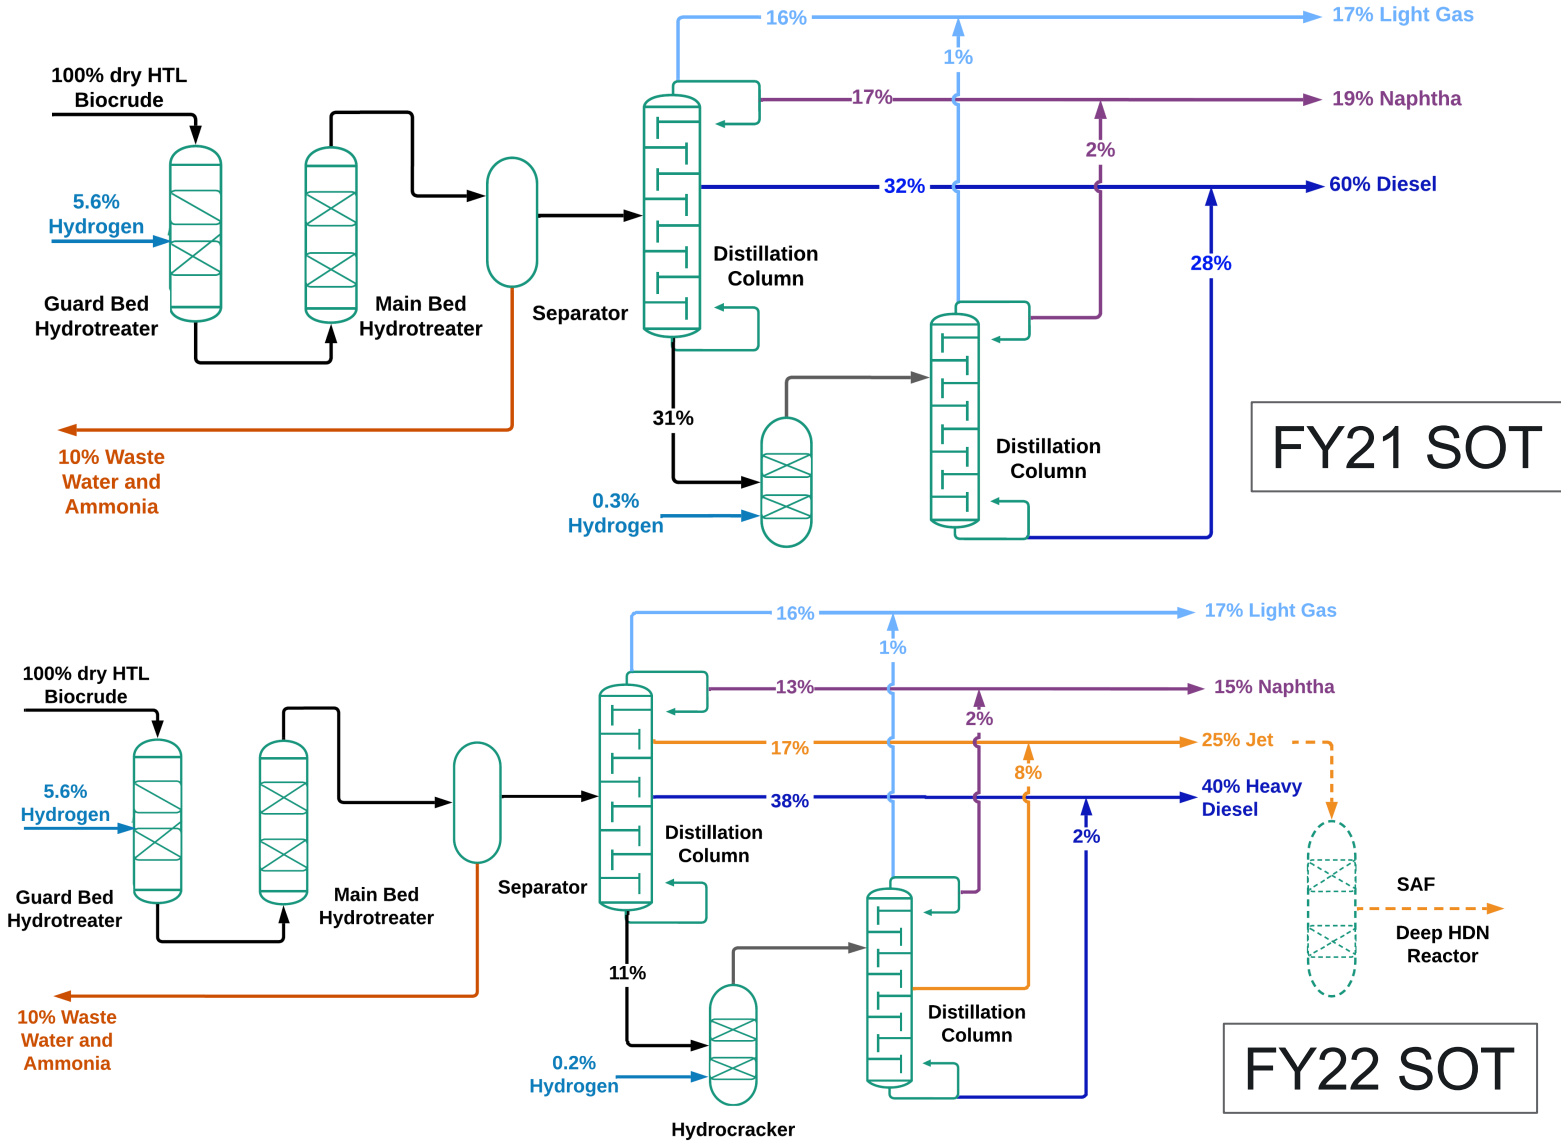 16%
17% Light Gas
1%
100% dry HTL
Biocrude
17%
19% Naphtha
2%
32%
60% Diesel
5.6%
Hydrogen
Distillation
Column
28%
Guard Bed
Hydrotreater
Main Bed
Hydrotreater
Separator
31%
10% Waste
Water and
Ammonia
Distillation
Column
FY21 SOT
0.3%
Hydrogen
16%
17% Light Gas
1%
100% dry HTL
Biocrude
13%
15% Naphtha
2%
17%
25% Jet
8%
38%
40% Heavy
Diesel
2%
5.6%
Hydrogen
Distillation
Column
Guard Bed
Hydrotreater
Main Bed
Hydrotreater
Separator
SAF
Deep HDN
Reactor
11%
10% Waste
Water and
Ammonia
Distillation
Column
FY22 SOT
0.2%
Hydrogen
Hydrocracker